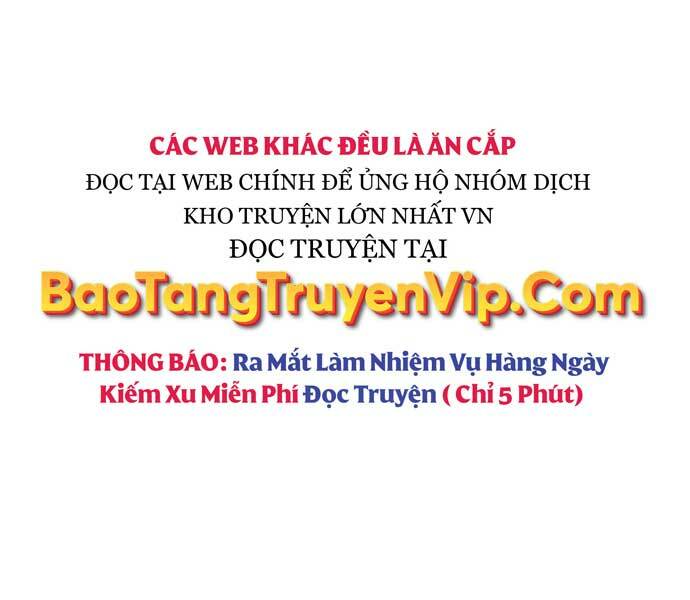 CÁC WEB KHÁC ĐỀU LÀ ĂN CẮP
ĐỌC TẠI WEB CHÍNH ĐỂ ỦNG HỘ NHÓM DỊCH
KHO TRUYỆN LỚN NHẤT VN
ĐỌC TRUYỆN TẠI
BaoTangTruyenVip.Com
THÔNG BÁO: Ra Mắt Làm Nhiệm Vụ Hàng Ngày
Kiếm Xu Miễn Phí Đọc Truyện ( Chỉ 5 Phút)